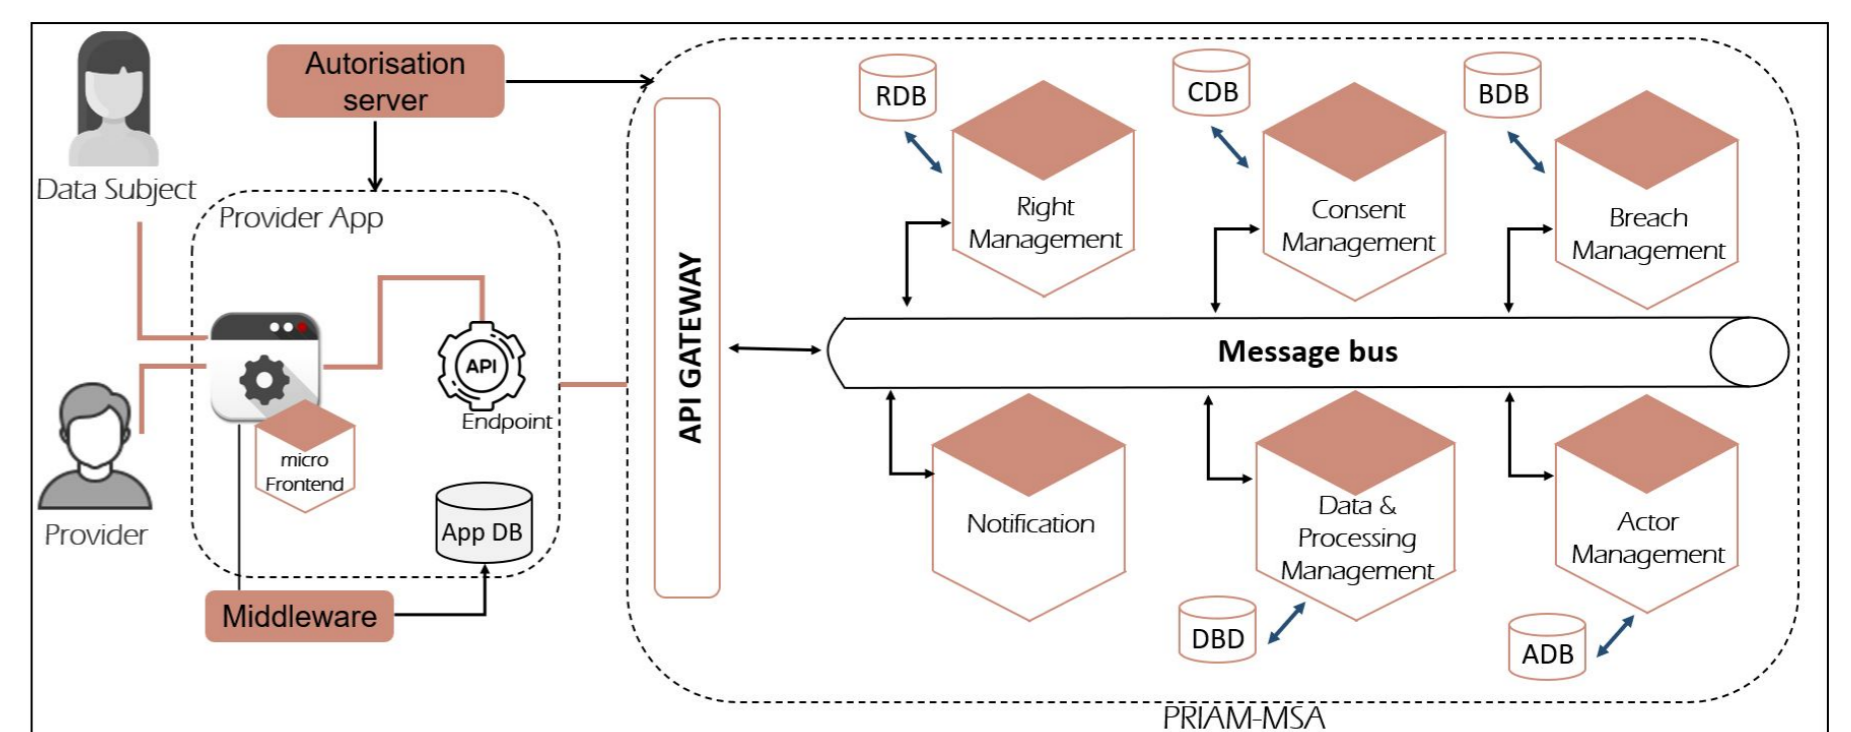 Autorisation
server
Data Subject
Provider App
Provider
micro
Frontend
API
Endpoint
App DB
Middleware
API GATEWAY
RDB
Right
Management
CDB
Consent
Management
BDB
Breach
Management
Message bus
Notification
Data &
Processing
Management
DBD
Actor
Management
ADB
PRIAM-MSA